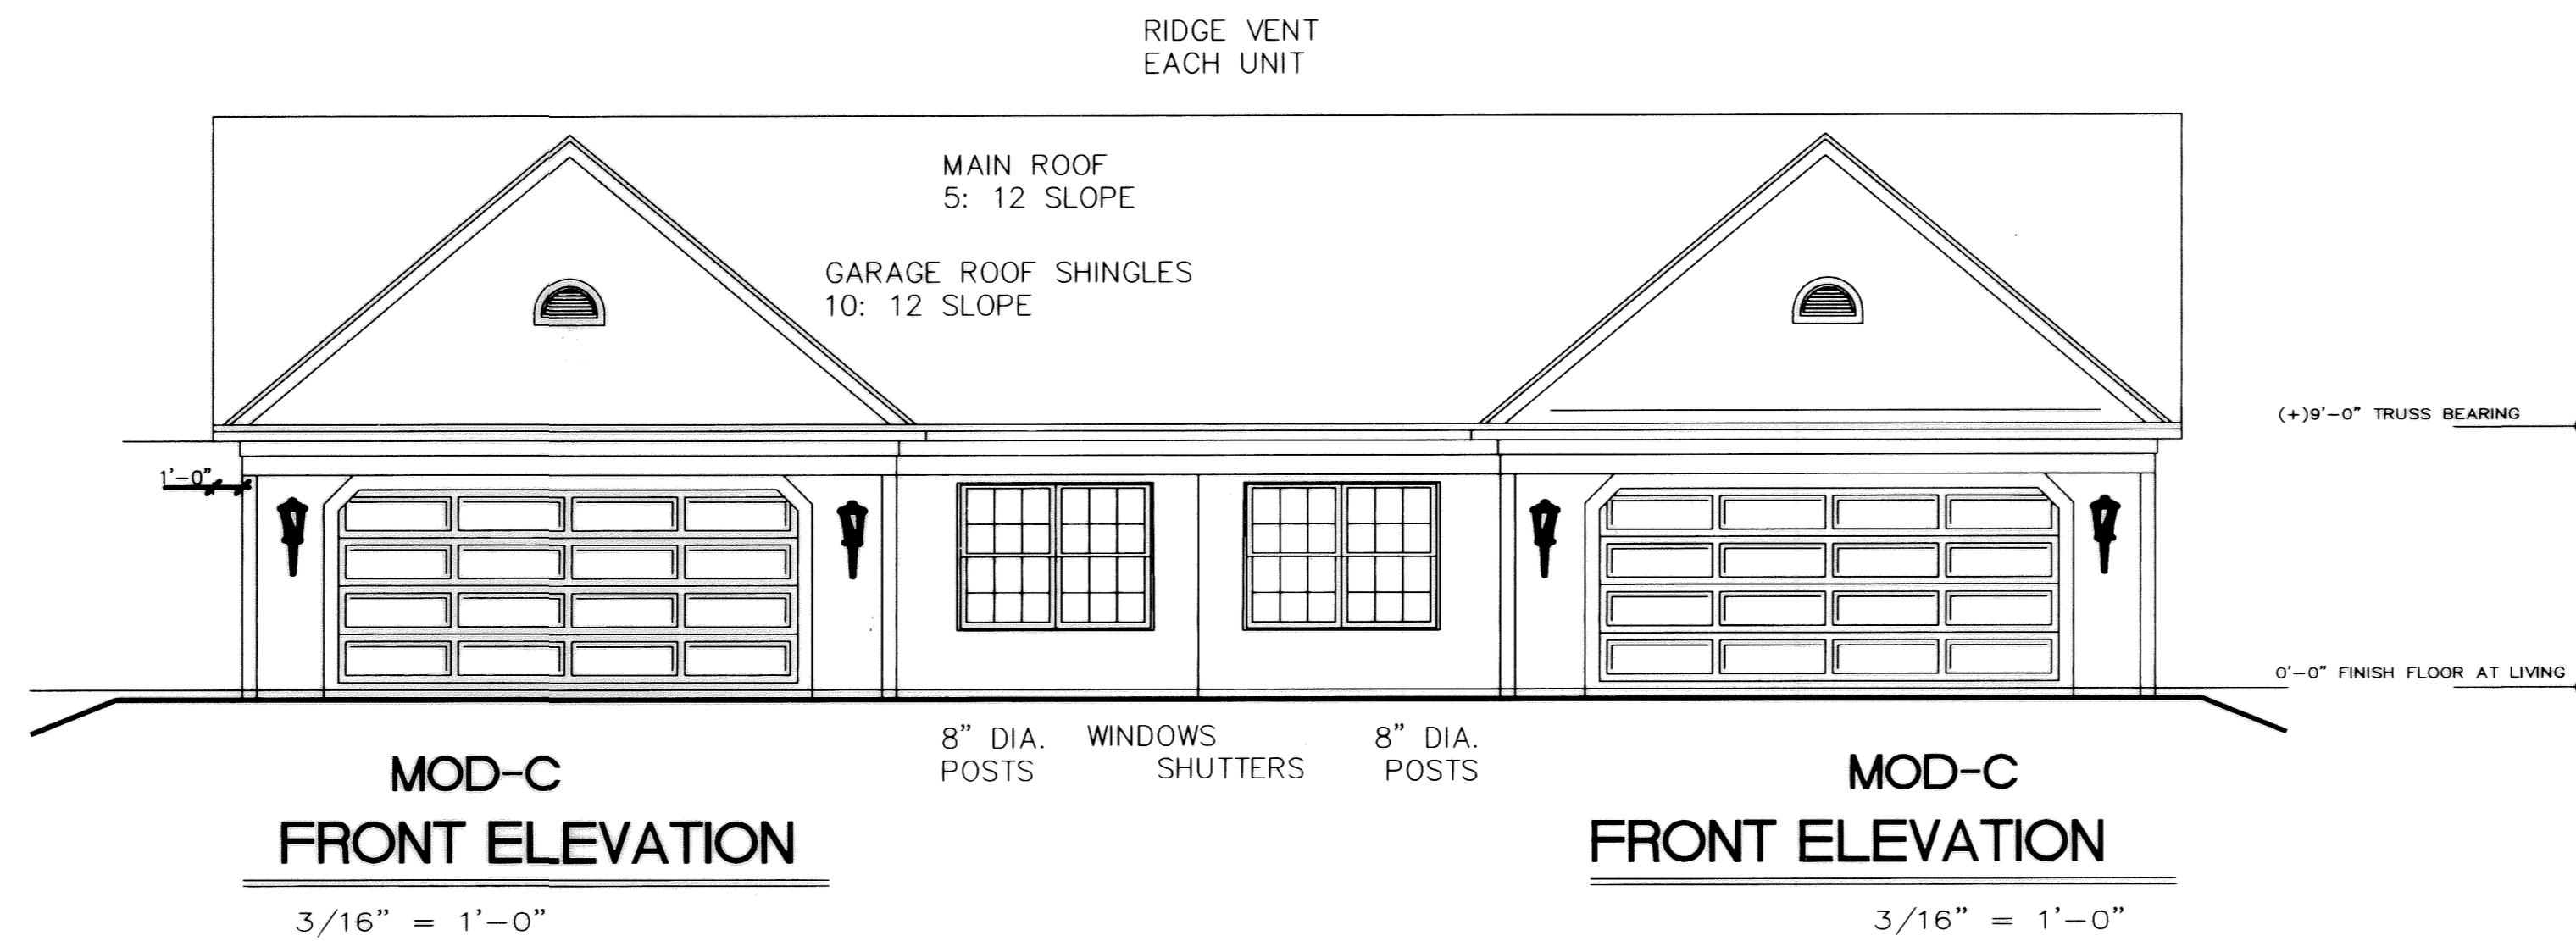 RIDGE VENT
EACH UNIT
MAIN ROOF
5: 12 SLOPE
GARAGE ROOF SHINGLES
10: 12 SLOPE
(+)9'-0" TRUSS BEARING
1'-0"
0'-0" FINISH FLOOR AT LIVING
8" DIA.
POSTS
WINDOWS
SHUTTERS
8" DIA.
POSTS
MOD-C
FRONT ELEVATION
3/16" = 1'-0"
MOD-C
FRONT ELEVATION
3/16" = 1'-0"